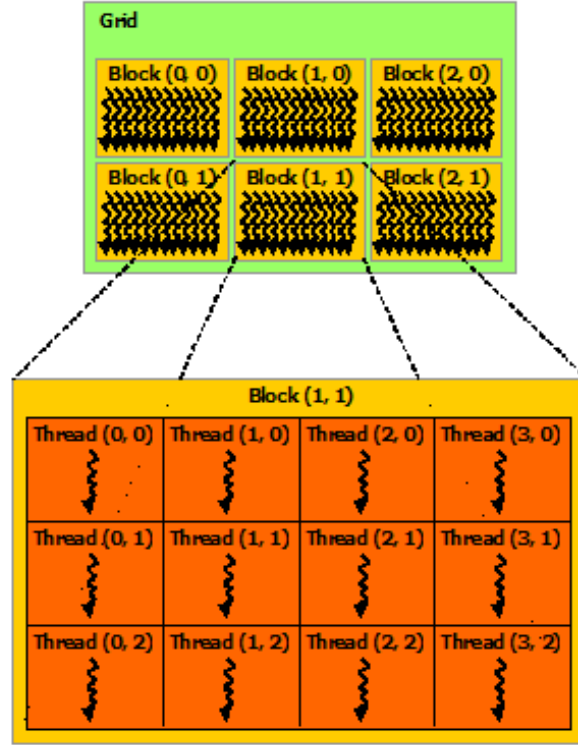 Grid
Block (0, 0) Block (1, 0) Block (2, 0)
Block (0, 1) Block (1, 1) Block (2, 1)
Block (1, 1)
Thread (0, 0) Thread (1, 0) Thread (2, 0) Thread (3, 0)
Thread (0, 1) Thread (1, 1) Thread (2, 1) Thread (3, 1)
Thread (0, 2) Thread (1, 2) Thread (2, 2) Thread (3, 2)